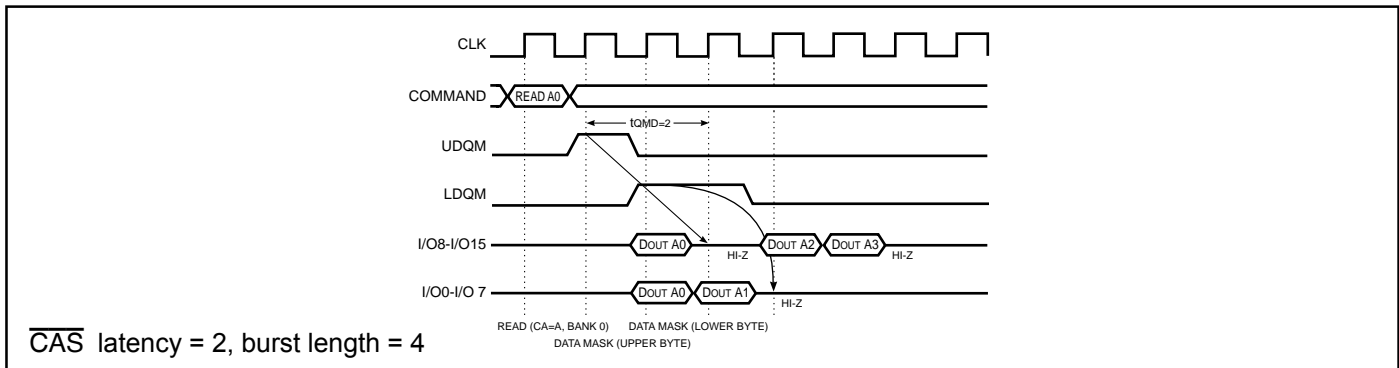 CLK
COMMAND READ A0
tQMD=2
UDQM
LDQM
I/O8-I/O15 DOUT A0 HI-Z DOUT A2 DOUT A3 HI-Z
I/O0-I/O 7 DOUT A0 DOUT A1 HI-Z
READ (CA=A, BANK 0) DATA MASK (LOWER BYTE)
DATA MASK (UPPER BYTE)
CAS latency = 2, burst length = 4